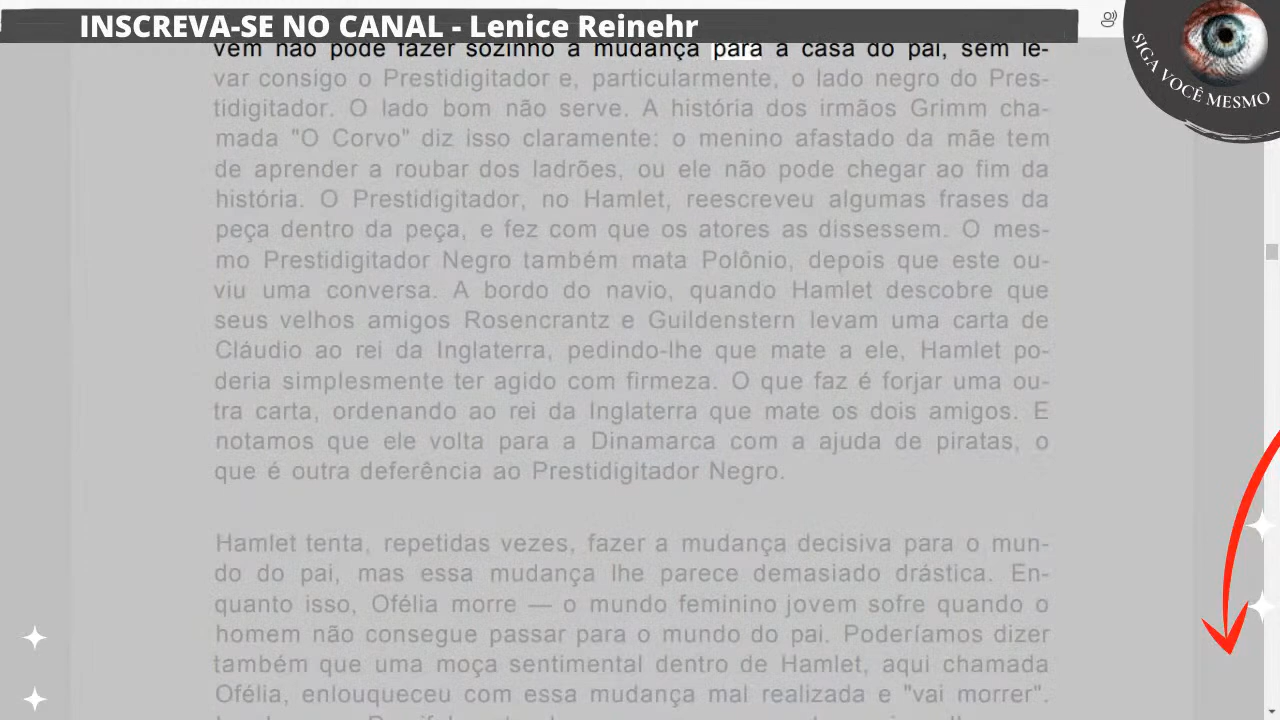 INSCREVA-SE NO CANAL - Lenice Reinehr
SIGA VOCÊ MESMO
vem não pode fazer sozinho a mudança para a casa do pai, sem le-
var consigo o Prestidigitador e, particularmente, o lado negro do Pres-
tidigitador. O lado bom não serve. A história dos irmãos Grimm cha-
mada "O Corvo" diz isso claramente: o menino afastado da mãe tem
de aprender a roubar dos ladrões, ou ele não pode chegar ao fim da
história. O Prestidigitador, no Hamlet, reescreveu algumas frases da
peça dentro da peça, e fez com que os atores as dissessem. O mes-
mo Prestidigitador Negro também mata Polônio, depois que este ou-
viu uma conversa. A bordo do navio, quando Hamlet descobre que
seus velhos amigos Rosencrantz e Guildenstern levam uma carta de
Cláudio ao rei da Inglaterra, pedindo-lhe que mate a ele, Hamlet po-
deria simplesmente ter agido com firmeza. O que faz é forjar uma ou-
tra carta, ordenando ao rei da Inglaterra que mate os dois amigos. E
notamos que ele volta para a Dinamarca com a ajuda de piratas, o
que é outra deferência ao Prestidigitador Negro.
Hamlet tenta, repetidas vezes, fazer a mudança decisiva para o mun-
do do pai, mas essa mudança lhe parece demasiado drástica. En-
quanto isso, Ofélia morre — o mundo feminino jovem sofre quando o
homem não consegue passar para o mundo do pai. Poderíamos dizer
também que uma moça sentimental dentro de Hamlet, aqui chamada
Ofélia, enlouqueceu com essa mudança mal realizada e "vai morrer".